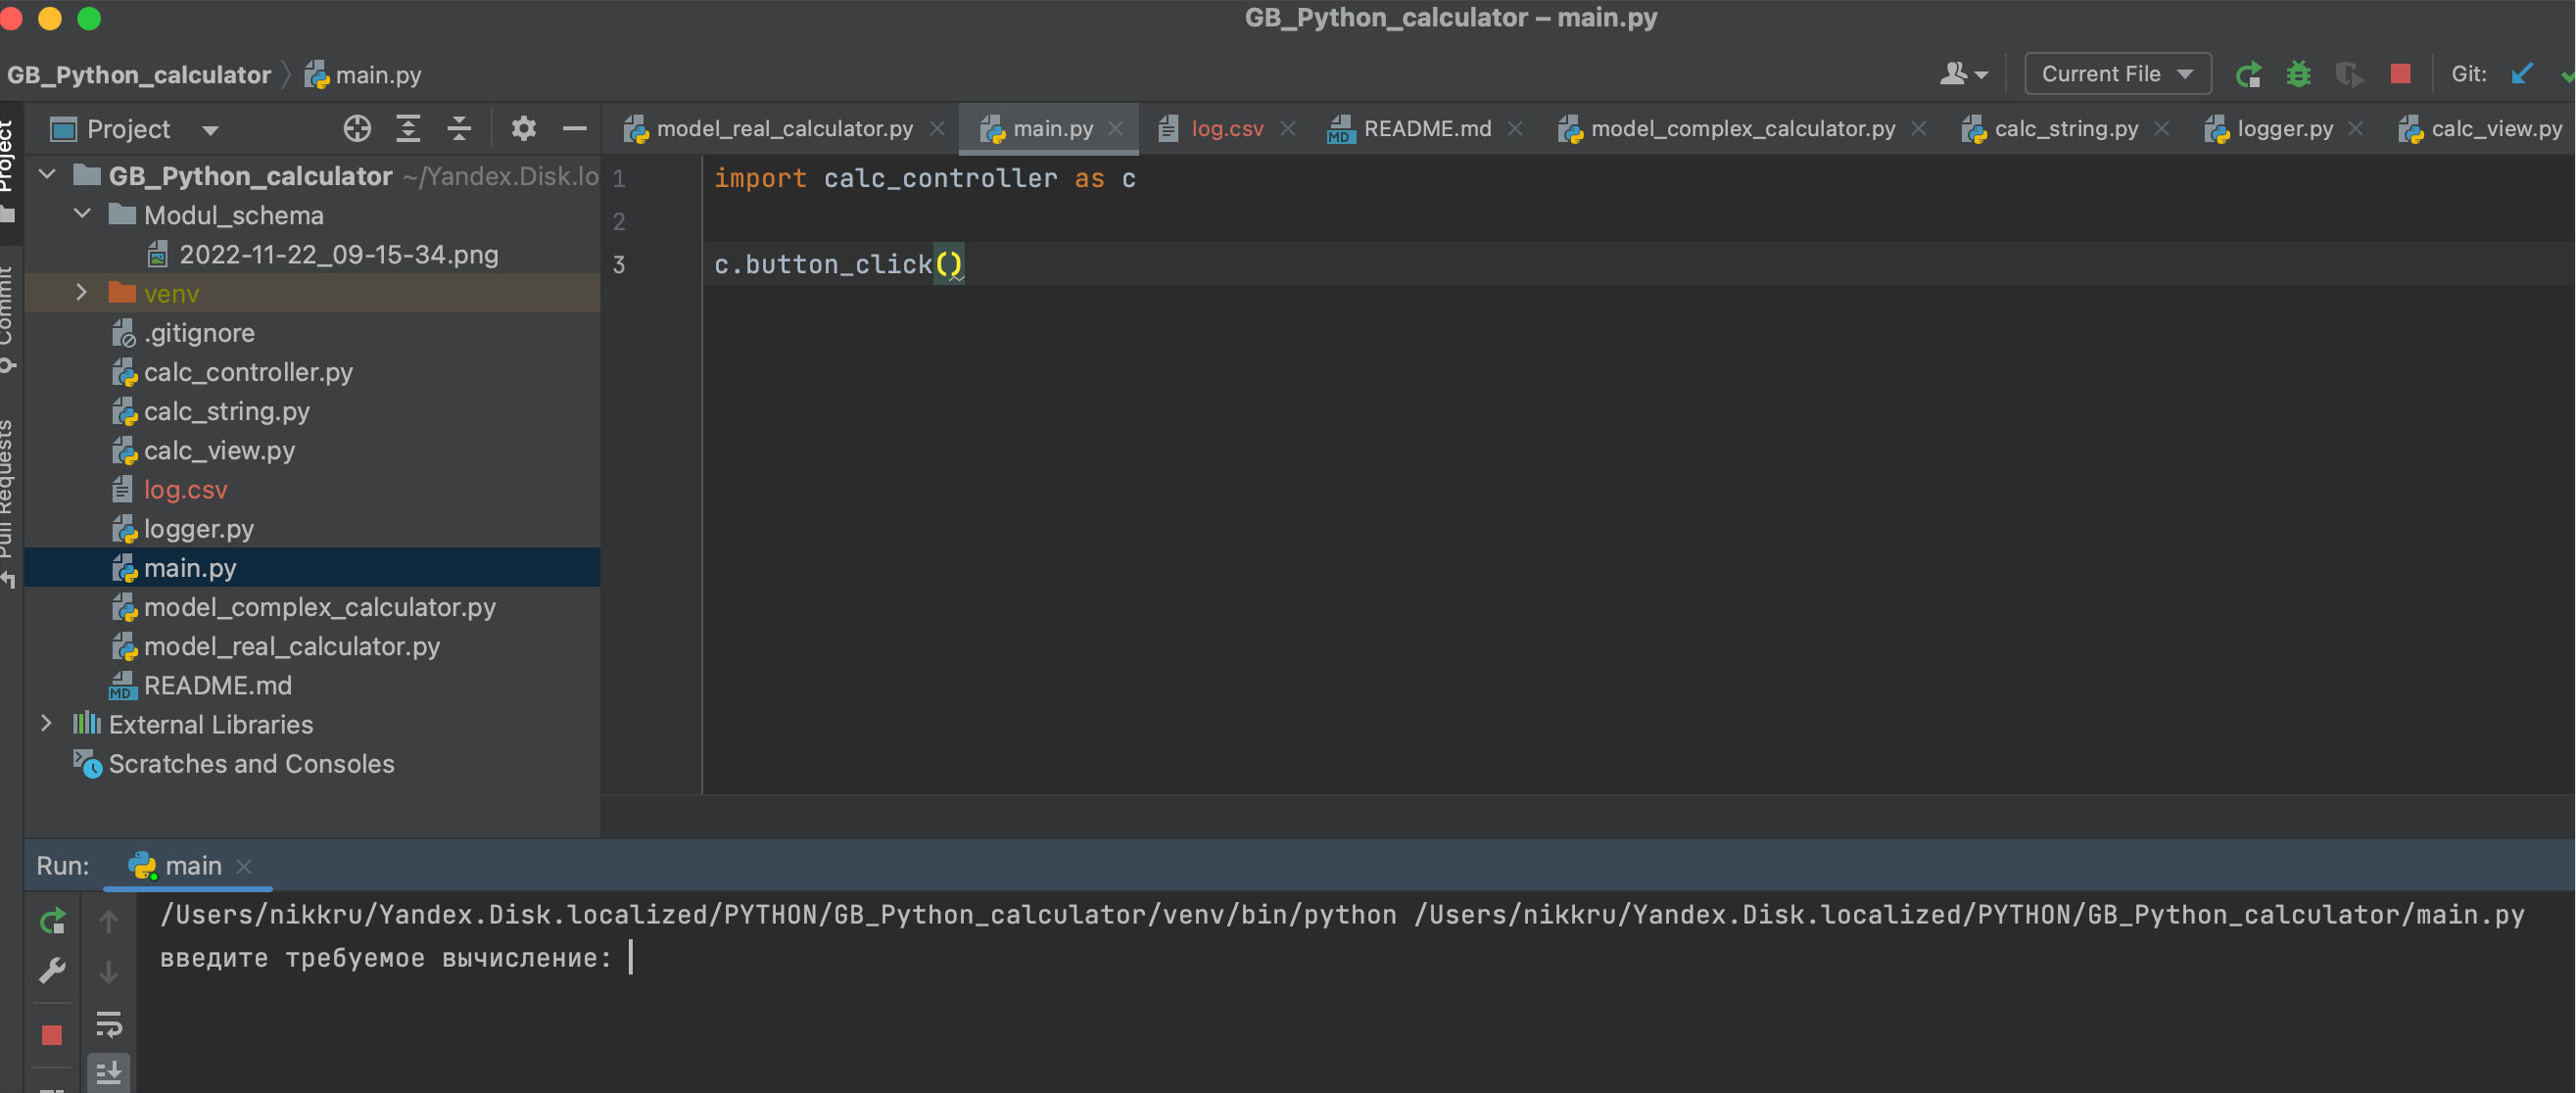 GB_Python_calculator – main.py
GB_Python_calculator
main.py
Current File
Git:
Project
Commit
Pull Requests
Project
model_real_calculator.py
main.py
log.csv
README.md
model_complex_calculator.py
calc_string.py
logger.py
calc_view.py
GB_Python_calculator ~/Yandex.Disk.lo
Modul_schema
2022-11-22_09-15-34.png
venv
.gitignore
calc_controller.py
calc_string.py
calc_view.py
log.csv
logger.py
main.py
model_complex_calculator.py
model_real_calculator.py
MD README.md
External Libraries
Scratches and Consoles
1 import calc_controller as c
2
3 c.button_click()
Run: main
/Users/nikkru/Yandex.Disk.localized/PYTHON/GB_Python_calculator/venv/bin/python /Users/nikkru/Yandex.Disk.localized/PYTHON/GB_Python_calculator/main.py
введите требуемое вычисление: